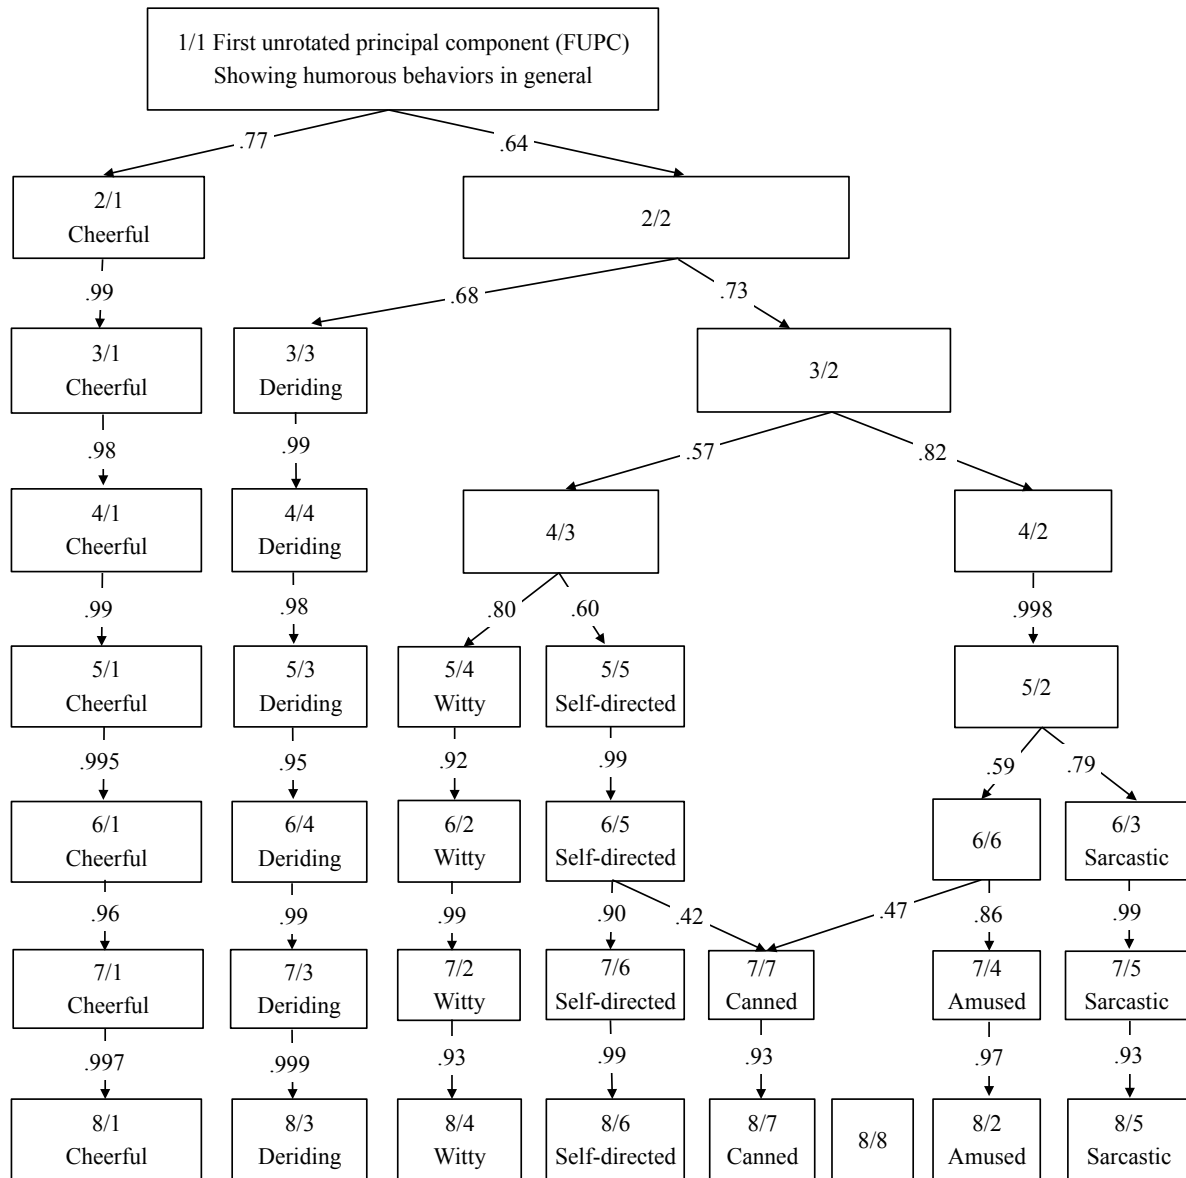 1/1 First unrotated principal component (FUPC)
Showing humorous behaviors in general
.77
.64
2/1
Cheerful
2/2
.99
.68
.73
3/1
Cheerful
3/3
Deriding
3/2
.98
.99
.57
.82
4/1
Cheerful
4/4
Deriding
4/3
4/2
.99
.98
.80
.60
.998
5/1
Cheerful
5/3
Deriding
5/4
Witty
5/5
Self-directed
5/2
.995
.95
.92
.99
.59
.79
6/1
Cheerful
6/4
Deriding
6/2
Witty
6/5
Self-directed
6/6
6/3
Sarcastic
.96
.99
.99
.90
.42
.47
.86
.99
7/1
Cheerful
7/3
Deriding
7/2
Witty
7/6
Self-directed
7/7
Canned
7/4
Amused
7/5
Sarcastic
.997
.999
.93
.99
.93
.97
.93
8/1
Cheerful
8/3
Deriding
8/4
Witty
8/6
Self-directed
8/7
Canned
8/8
8/2
Amused
8/5
Sarcastic